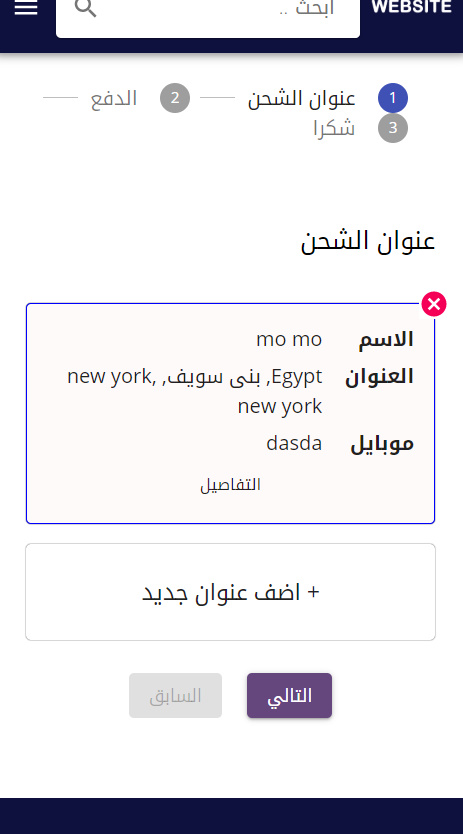 WEBSITE
ابحث ..
1 عنوان الشحن
2 الدفع
3 شكرا
عنوان الشحن
الاسم mo mo
العنوان Egypt, بنى سويف, new york,
new york
موبايل dasda
التفاصيل
+ اضف عنوان جديد
التالي
السابق